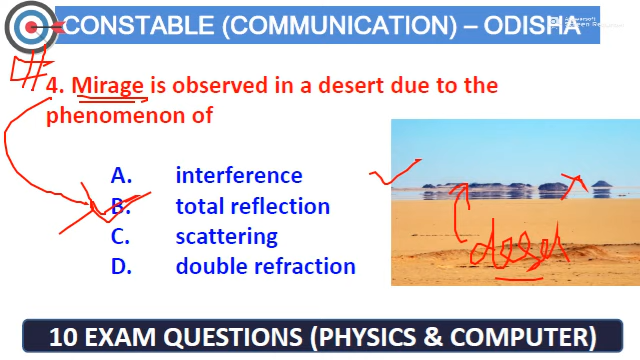 CONSTABLE (COMMUNICATION) – ODISHA
4. Mirage is observed in a desert due to the
phenomenon of
A. interference
B. total reflection
C. scattering
D. double refraction
10 EXAM QUESTIONS (PHYSICS & COMPUTER)